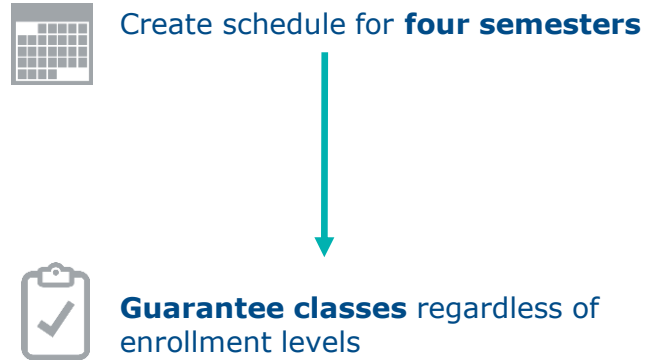 Create schedule for four semesters
Guarantee classes regardless of
enrollment levels